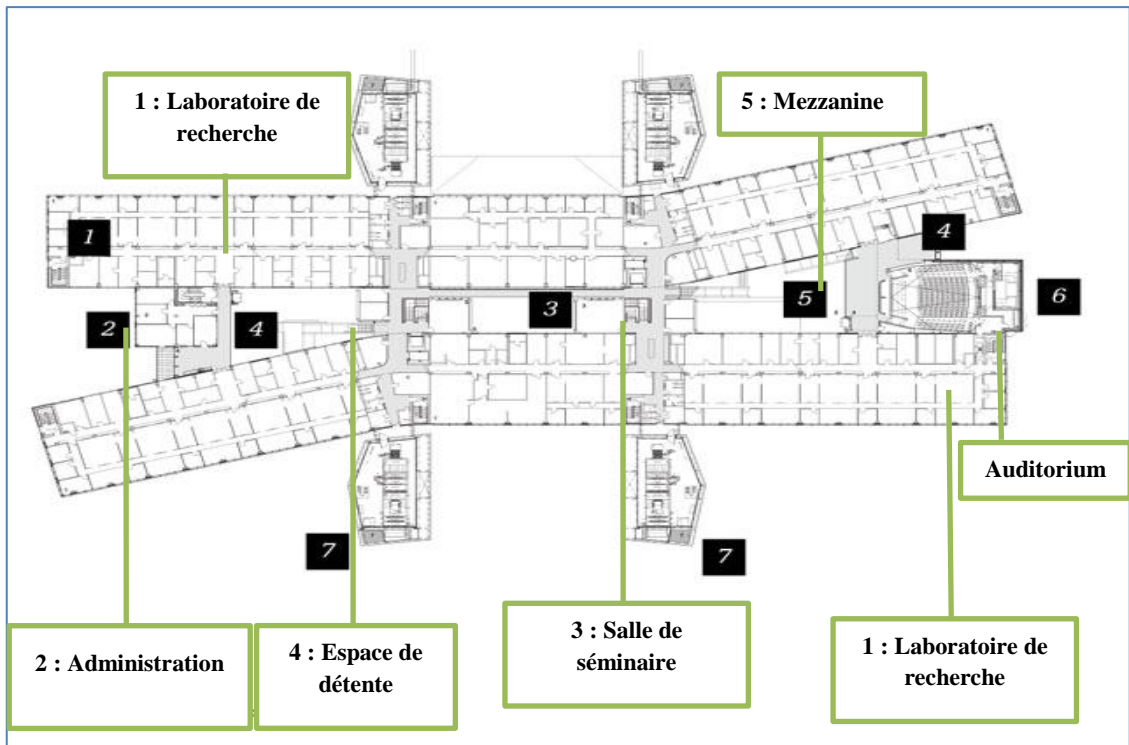 1 : Laboratoire de
recherche
5 : Mezzanine
1
4
2
4
3
5
6
Auditorium
7
7
2 : Administration
4 : Espace de
détente
3 : Salle de
séminaire
1 : Laboratoire de
recherche